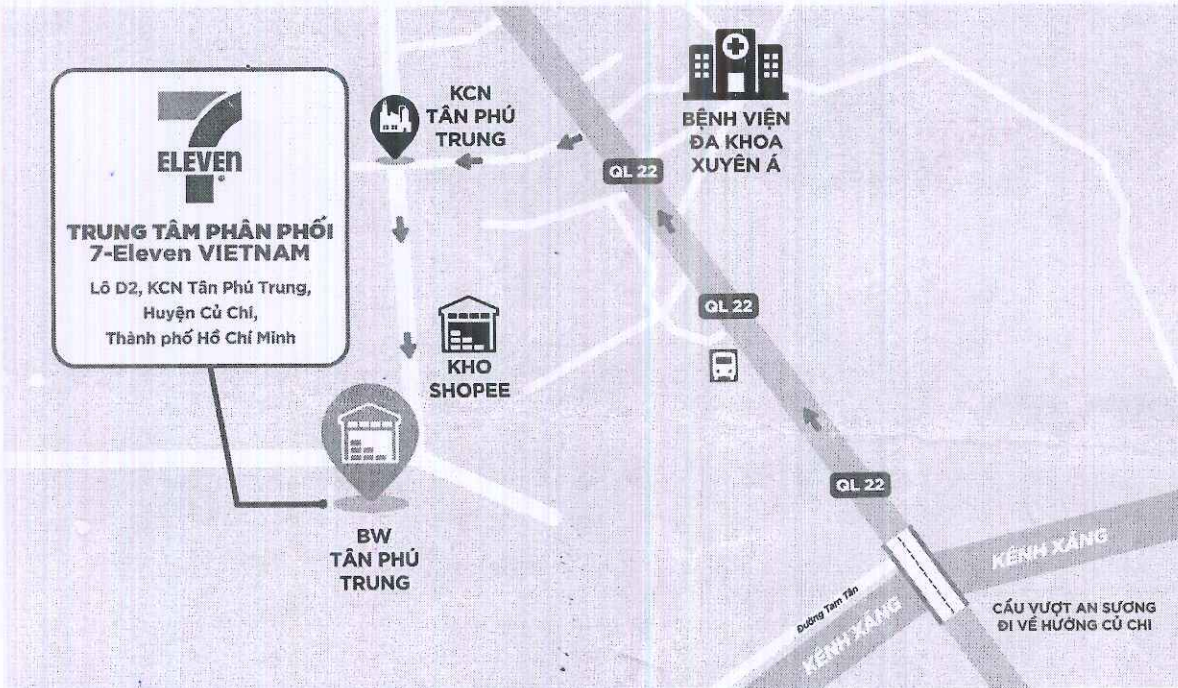 7
ELEVEN
TRUNG TÂM PHÂN PHỐI
7-Eleven VIETNAM
Lô D2, KCN Tân Phú Trung,
Huyện Củ Chi,
Thành phố Hồ Chí Minh
KCN
TÂN PHÚ
TRUNG
BỆNH VIỆN
ĐA KHOA
XUYÊN Á
QL 22
QL 22
KHO
SHOPEE
QL 22
BW
TÂN PHÚ
TRUNG
KÊNH XÁNG
Đường Tam Tân
KÊNH XÁNG
CẦU VƯỢT AN SƯƠNG
ĐI VỀ HƯỚNG CỦ CHI